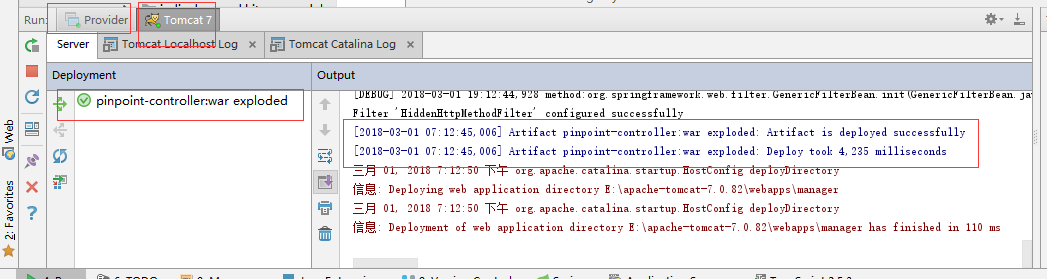 Run: Provider Tomcat 7
Server Tomcat Localhost Log Tomcat Catalina Log
Deployment Output
pinpoint-controller:war exploded
[DEBUG] 2018-03-01 19:12:44,928 method:org.springframework.web.filter.GenericFilterBean.init(GenericFilterBean.jav
Filter 'HiddenHttpMethodFilter' configured successfully
[2018-03-01 07:12:45,006] Artifact pinpoint-controller:war exploded: Artifact is deployed successfully
[2018-03-01 07:12:45,006] Artifact pinpoint-controller:war exploded: Deploy took 4,235 milliseconds
三月 01, 2018 7:12:50 下午 org.apache.catalina.startup.HostConfig deployDirectory
信息: Deploying web application directory E:\apache-tomcat-7.0.82\webapps\manager
三月 01, 2018 7:12:50 下午 org.apache.catalina.startup.HostConfig deployDirectory
信息: Deployment of web application directory E:\apache-tomcat-7.0.82\webapps\manager has finished in 110 ms
Web
2: Favorites